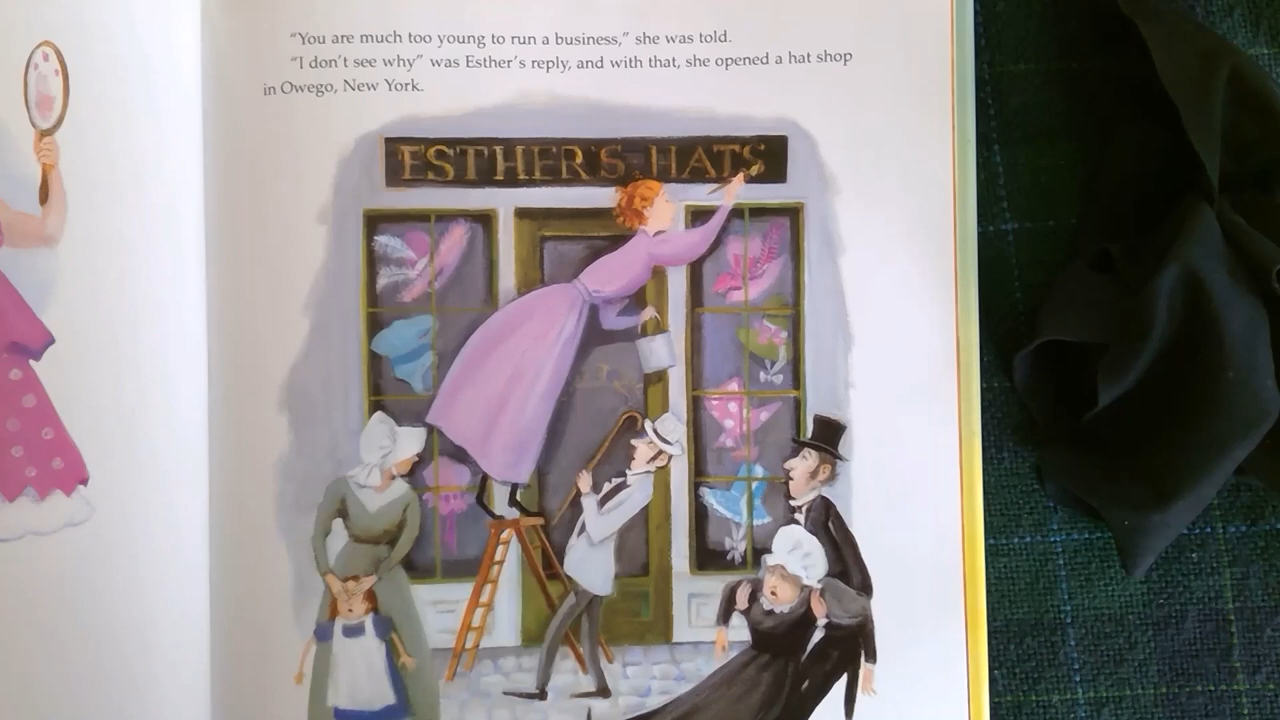 “You are much too young to run a business,” she was told.
“I don’t see why” was Esther’s reply, and with that, she opened a hat shop
in Owego, New York.
ESTHER'S HATS